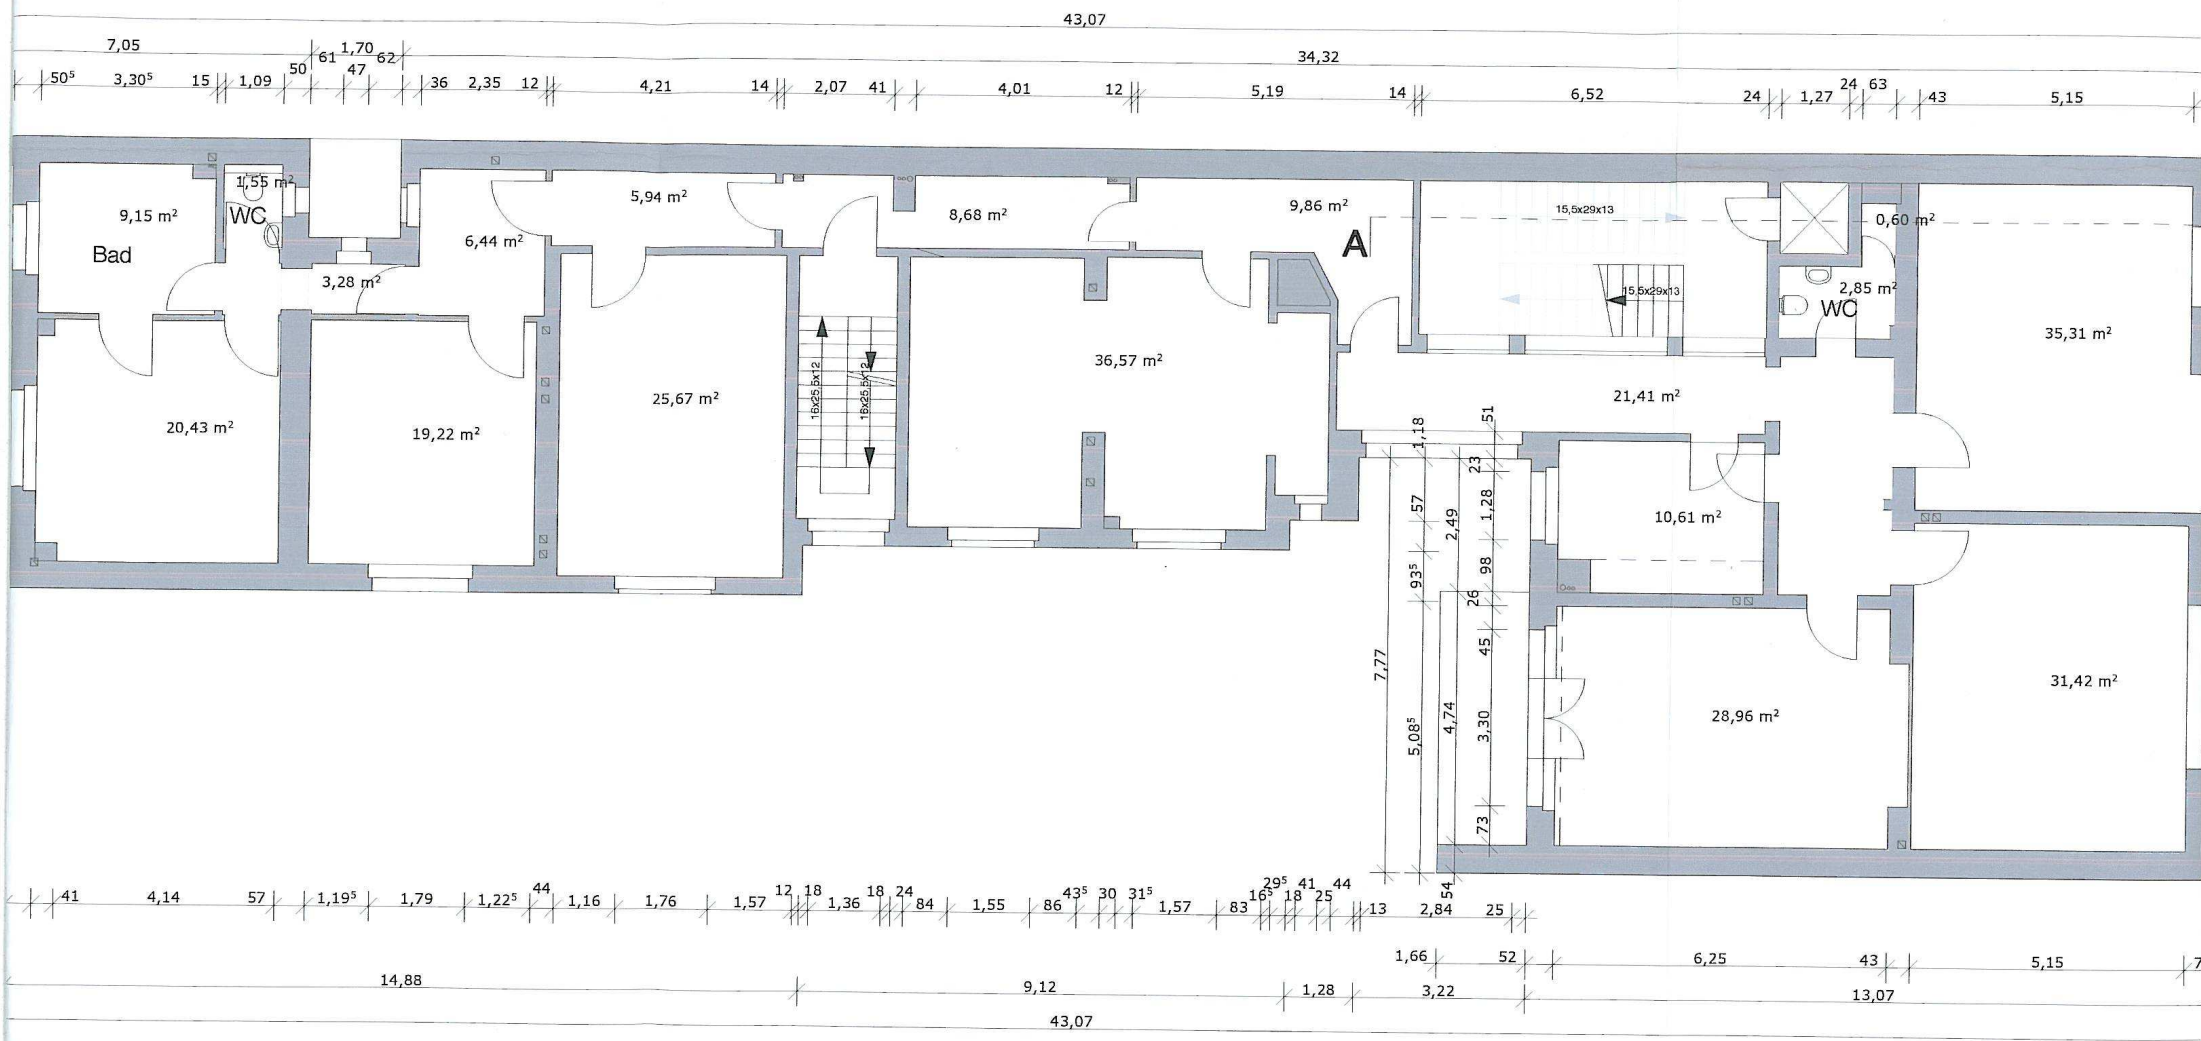 43,07
7,05 1,70 34,32
50⁵ 3,30⁵ 15 1,09 50 61 47 62 36 2,35 12 4,21 14 2,07 41 4,01 12 5,19 14 6,52 24 1,27 24 63 43 5,15
1,55 m²
9,15 m²
WC
Bad
3,28 m²
6,44 m²
5,94 m²
8,68 m²
9,86 m²
A
15,5x29x13
15,5x29x13
0,60 m²
2,85 m²
WC
35,31 m²
20,43 m²
19,22 m²
25,67 m²
16x25,5x12
16x25,5x12
36,57 m²
21,41 m²
10,61 m²
28,96 m²
31,42 m²
7,77
1,18
57
93⁵
5,08⁵
2,49
4,74
54
51
23
1,28
98
26
45
3,30
73
41 4,14 57 1,19⁵ 1,79 1,22⁵ 44 1,16 1,76 1,57 12 18 1,36 18 24 84 1,55 86 43⁵ 30 31⁵ 1,57 83 16⁵ 29⁵ 18 41 25 44 13 2,84 25
1,66 52 6,25 43 5,15 7
14,88 9,12 1,28 3,22 13,07
43,07